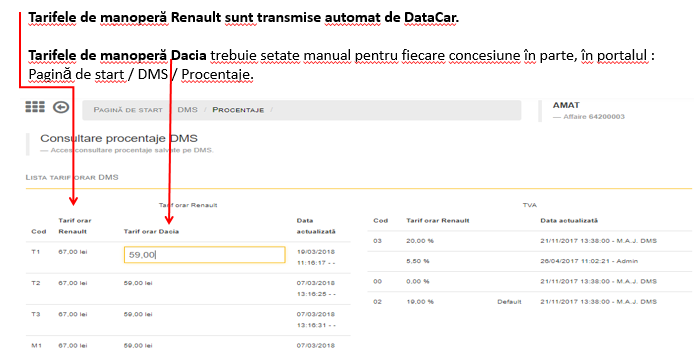 Tarifele de manoperă Renault sunt transmise automat de DataCar.
Tarifele de manoperă Dacia trebuie setate manual pentru fiecare concesiune în parte, în portalul :
Pagină de start / DMS / Procentaje.
PAGINĂ DE START / DMS / PROCENTAJE /
AMAT
— Affaire 64200003
Consultare procentaje DMS
— Acces consultare procentaje salvate pe DMS.
LISTA TARIF ORAR DMS
Tarif orar Renault
TVA
Cod Tarif orar Renault Tarif orar Dacia Data actualizată
Cod Tarif orar Renault Data actualizată
T1 67,00 lei 59,00 19/03/2018 11:16:17 - -
T2 67,00 lei 59,00 lei 07/03/2018 13:16:25 - -
T3 67,00 lei 59,00 lei 07/03/2018 13:16:31 - -
M1 67,00 lei 59,00 lei 07/03/2018
03 20,00 % 21/11/2017 13:38:00 - M.A.J. DMS
5,50 % 26/04/2017 11:02:21 - Admin
00 0,00 % 21/11/2017 13:38:00 - M.A.J. DMS
02 19,00 % Default 21/11/2017 13:38:00 - M.A.J. DMS